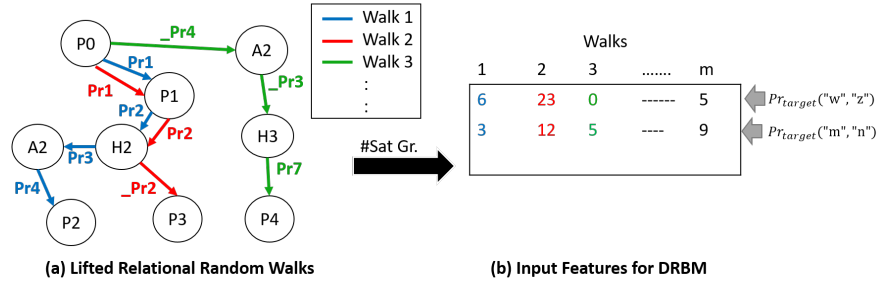 P0
_Pr4
A2
Pr1
Pr1
P1
_Pr3
Pr2
Pr2
A2
Pr3
H2
H3
Pr4
_Pr2
Pr7
P2
P3
P4
Walk 1
Walk 2
Walk 3
:
:
#Sat Gr.
Walks
1 2 3 ....... m
6 23 0 ------ 5
Pr_target("w","z")
3 12 5 ---- 9
Pr_target("m","n")
(a) Lifted Relational Random Walks
(b) Input Features for DRBM